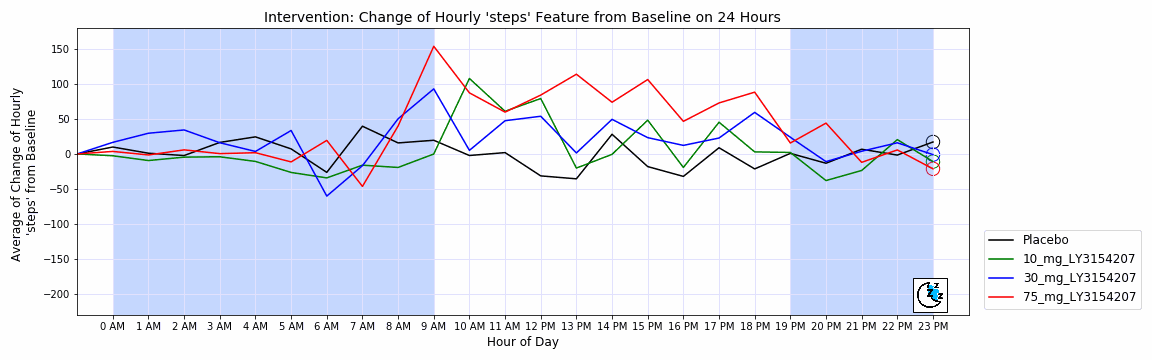 Intervention: Change of Hourly 'steps' Feature from Baseline on 24 Hours
Average of Change of Hourly
'steps' from Baseline
150
100
50
0
−50
−100
−150
−200
0 AM 1 AM 2 AM 3 AM 4 AM 5 AM 6 AM 7 AM 8 AM 9 AM 10 AM 11 AM 12 PM 13 PM 14 PM 15 PM 16 PM 17 PM 18 PM 19 PM 20 PM 21 PM 22 PM 23 PM
Hour of Day
Placebo
10_mg_LY3154207
30_mg_LY3154207
75_mg_LY3154207
z z z z